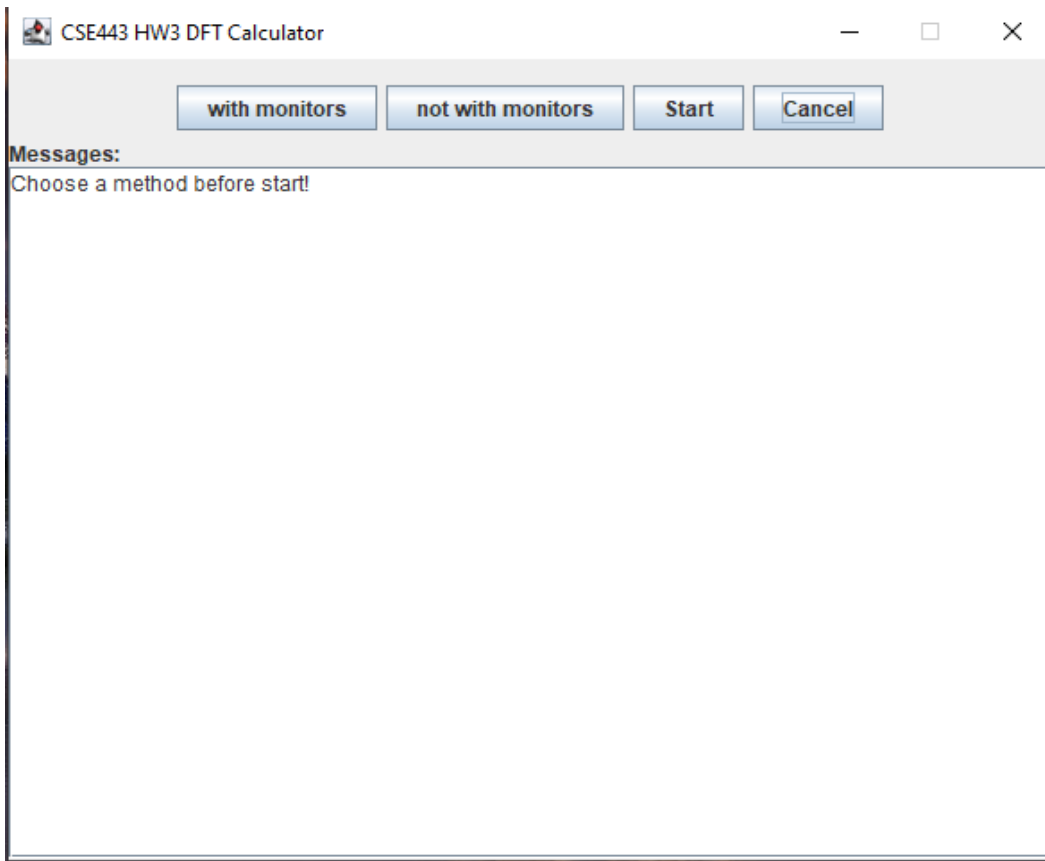 CSE443 HW3 DFT Calculator
with monitors not with monitors Start Cancel
Messages:
Choose a method before start!